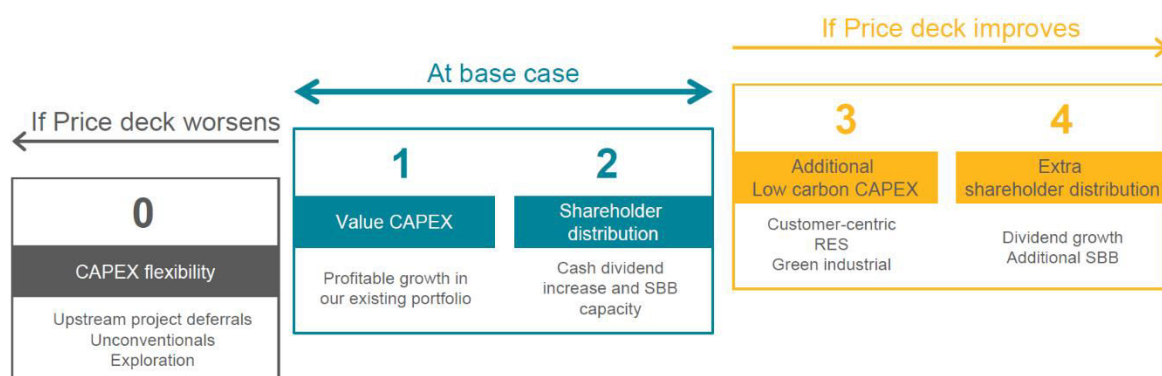 If Price deck worsens
0
CAPEX flexibility
Upstream project deferrals
Unconventionals
Exploration
At base case
1
Value CAPEX
Profitable growth in
our existing portfolio
2
Shareholder
distribution
Cash dividend
increase and SBB
capacity
If Price deck improves
3
Additional
Low carbon CAPEX
Customer-centric
RES
Green industrial
4
Extra
shareholder distribution
Dividend growth
Additional SBB